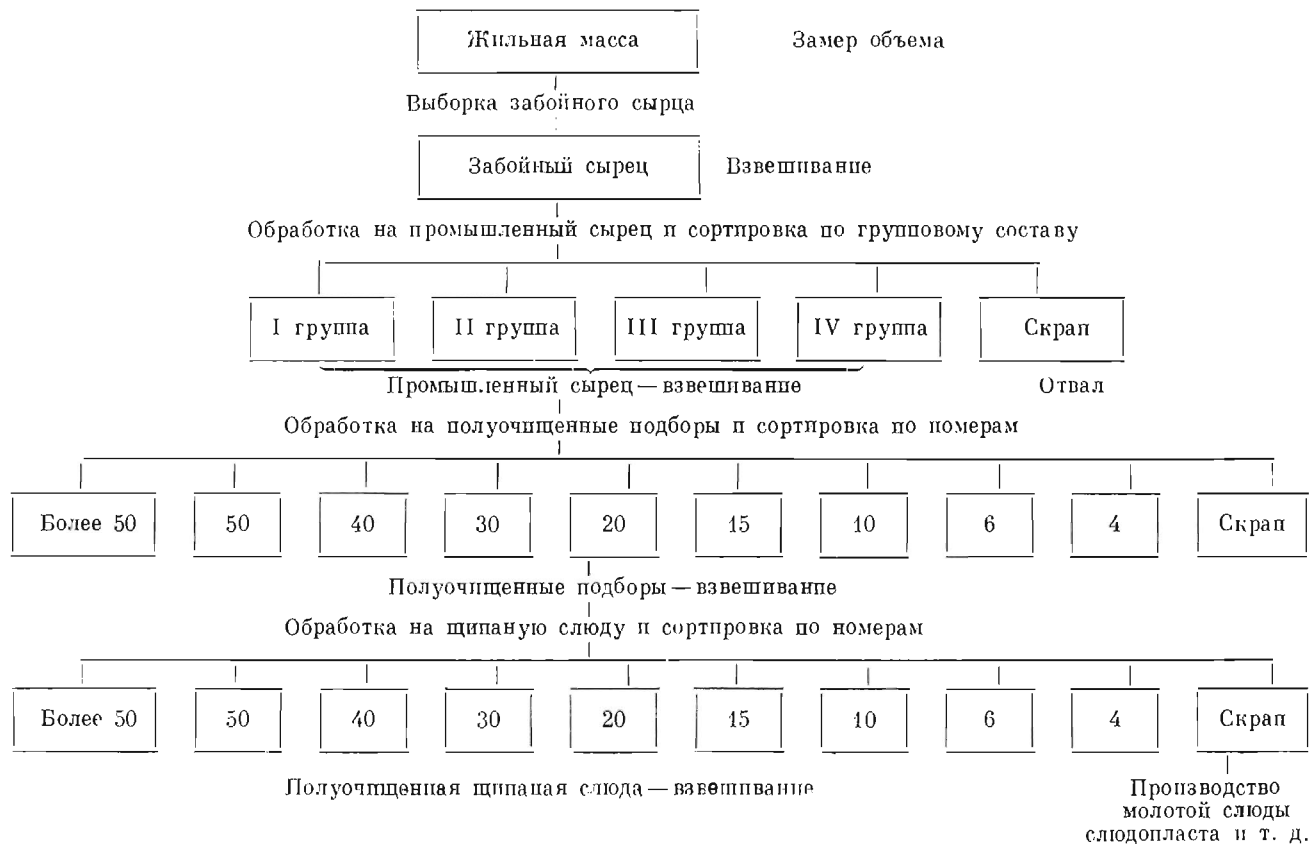 Жильная масса Замер объема
Выборка забойного сырца
Забойный сырец Взвешивание
Обработка на промышленный сырец и сортировка по групповому составу
I группа II группа III группа IV группа Скрап
Промышленный сырец — взвешивание Отвал
Обработка на полуочищенные подборы и сортировка по номерам
Более 50 50 40 30 20 15 10 6 4 Скрап
Полуочищенные подборы — взвешивание
Обработка на щипаную слюду и сортировка по номерам
Более 50 50 40 30 20 15 10 6 4 Скрап
Полуочищенная щипаная слюда — взвешивание Производство
молотой слюды
слюдопласта и т. д.